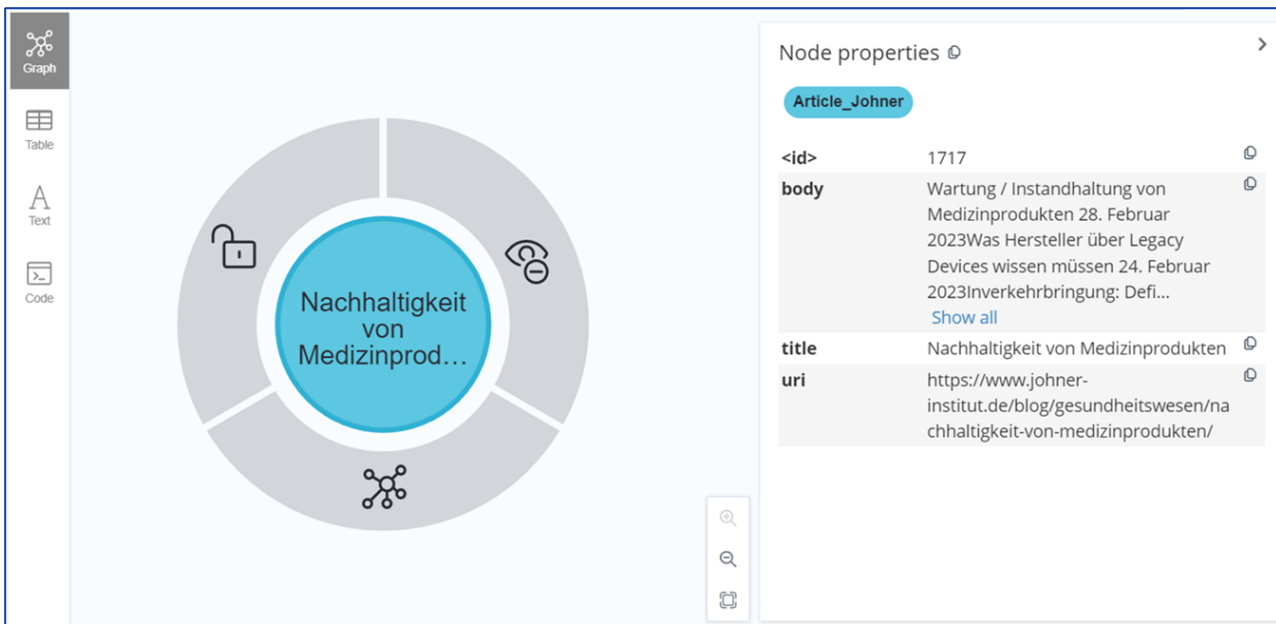 Graph
Table
Text
Code
Nachhaltigkeit
von
Medizinprod...
Node properties
Article_Johner
<id> 1717
body Wartung / Instandhaltung von
Medizinprodukten 28. Februar
2023Was Hersteller über Legacy
Devices wissen müssen 24. Februar
2023Inverkehrbringung: Defi...
Show all
title Nachhaltigkeit von Medizinprodukten
uri https://www.johner-
institut.de/blog/gesundheitswesen/na
chhaltigkeit-von-medizinprodukten/